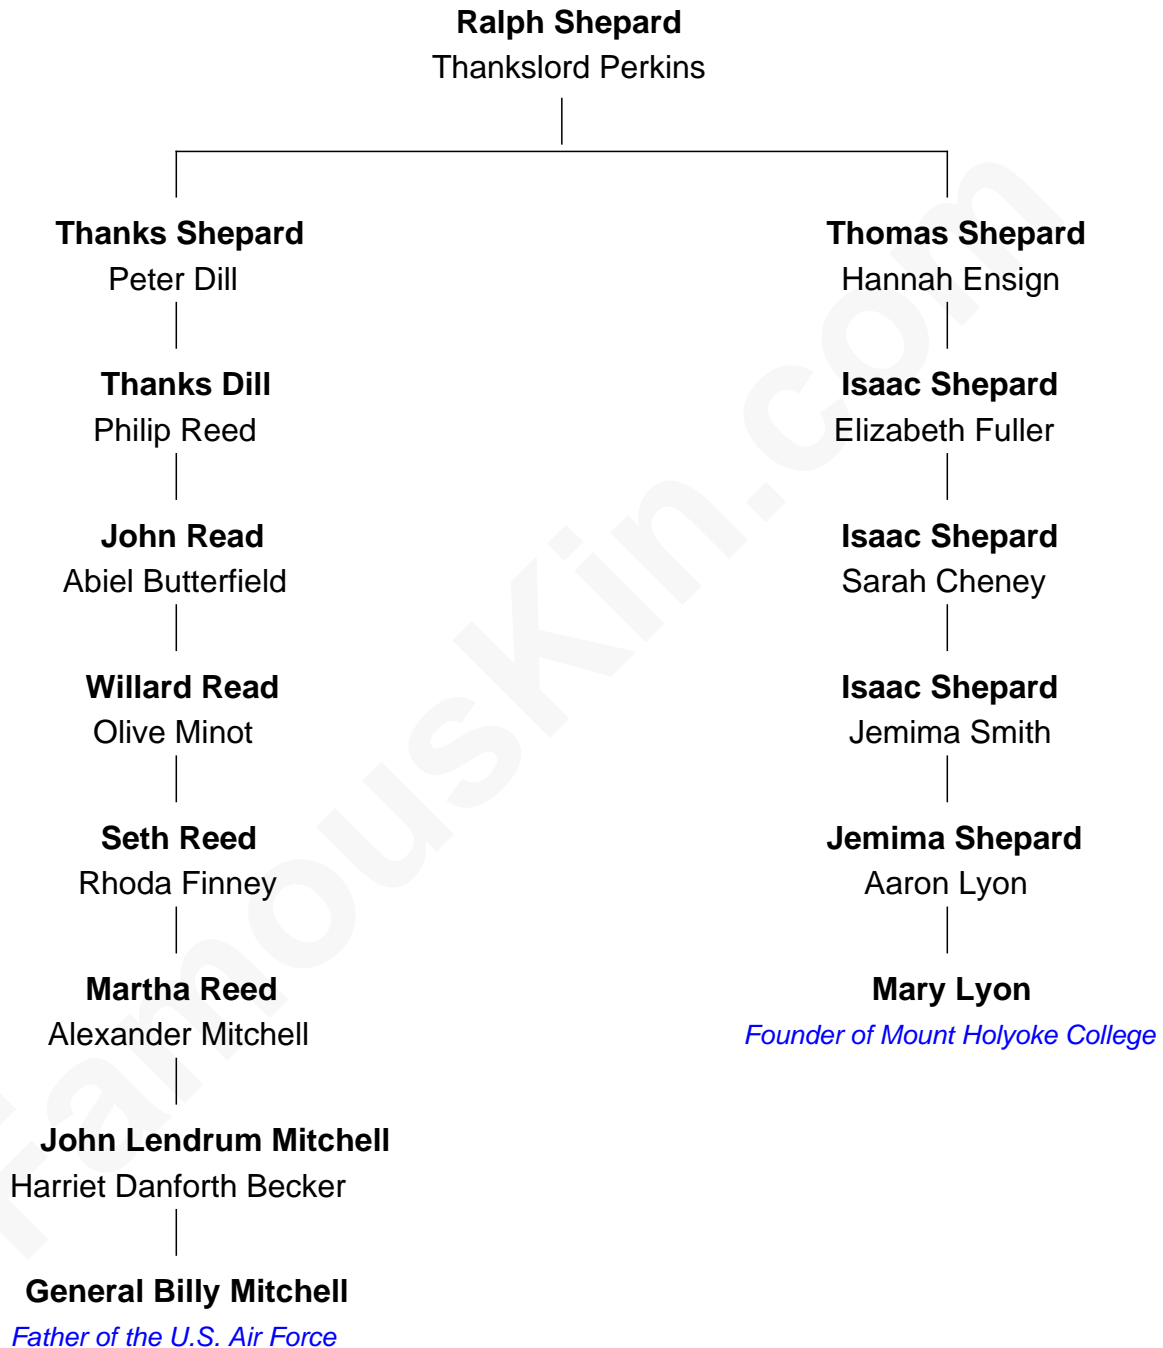 Ralph Shepard
Thankslord Perkins
Thanks Shepard
Peter Dill
Thomas Shepard
Hannah Ensign
Thanks Dill
Philip Reed
Isaac Shepard
Elizabeth Fuller
John Read
Abiel Butterfield
Isaac Shepard
Sarah Cheney
Willard Read
Olive Minot
Isaac Shepard
Jemima Smith
Seth Reed
Rhoda Finney
Jemima Shepard
Aaron Lyon
Martha Reed
Alexander Mitchell
Mary Lyon
Founder of Mount Holyoke College
John Lendrum Mitchell
Harriet Danforth Becker
General Billy Mitchell
Father of the U.S. Air Force
FamousKin.com